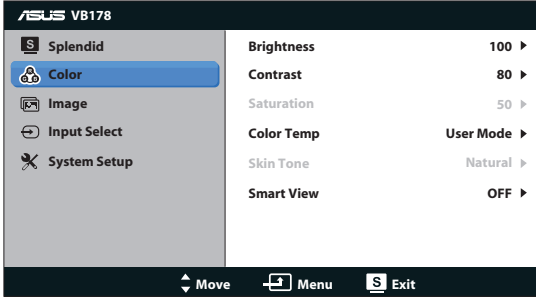 ASUS VB178
S Splendid
Color
Image
Input Select
System Setup
Brightness 100
Contrast 80
Saturation 50
Color Temp User Mode
Skin Tone Natural
Smart View OFF
Move Menu S Exit